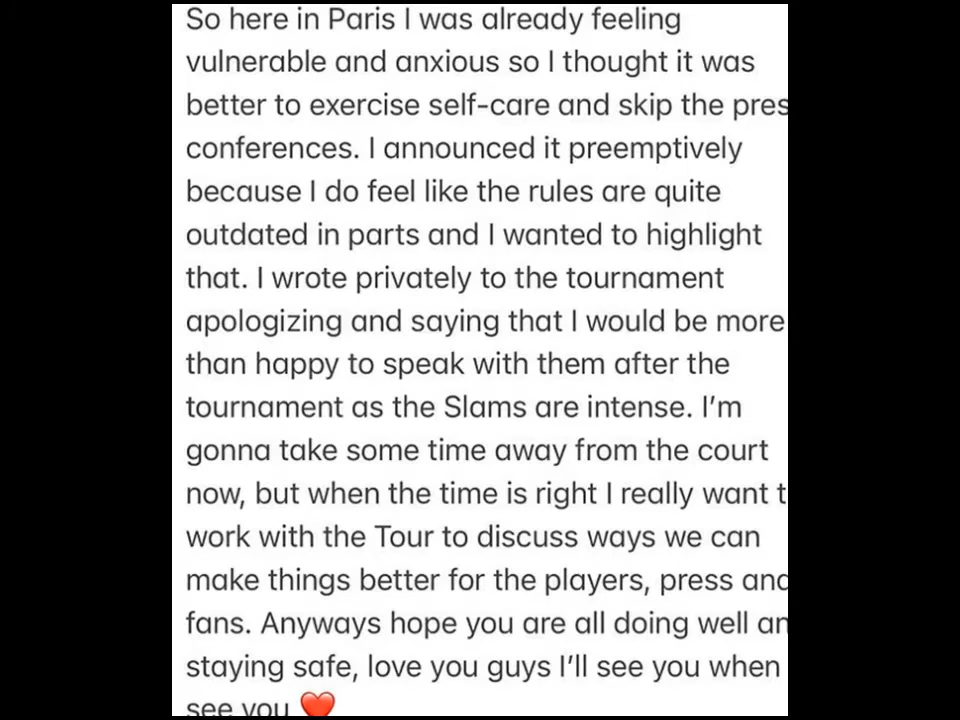 So here in Paris I was already feeling
vulnerable and anxious so I thought it was
better to exercise self-care and skip the pres
conferences. I announced it preemptively
because I do feel like the rules are quite
outdated in parts and I wanted to highlight
that. I wrote privately to the tournament
apologizing and saying that I would be more
than happy to speak with them after the
tournament as the Slams are intense. I’m
gonna take some time away from the court
now, but when the time is right I really want t
work with the Tour to discuss ways we can
make things better for the players, press and
fans. Anyways hope you are all doing well an
staying safe, love you guys I’ll see you when
see you ❤️